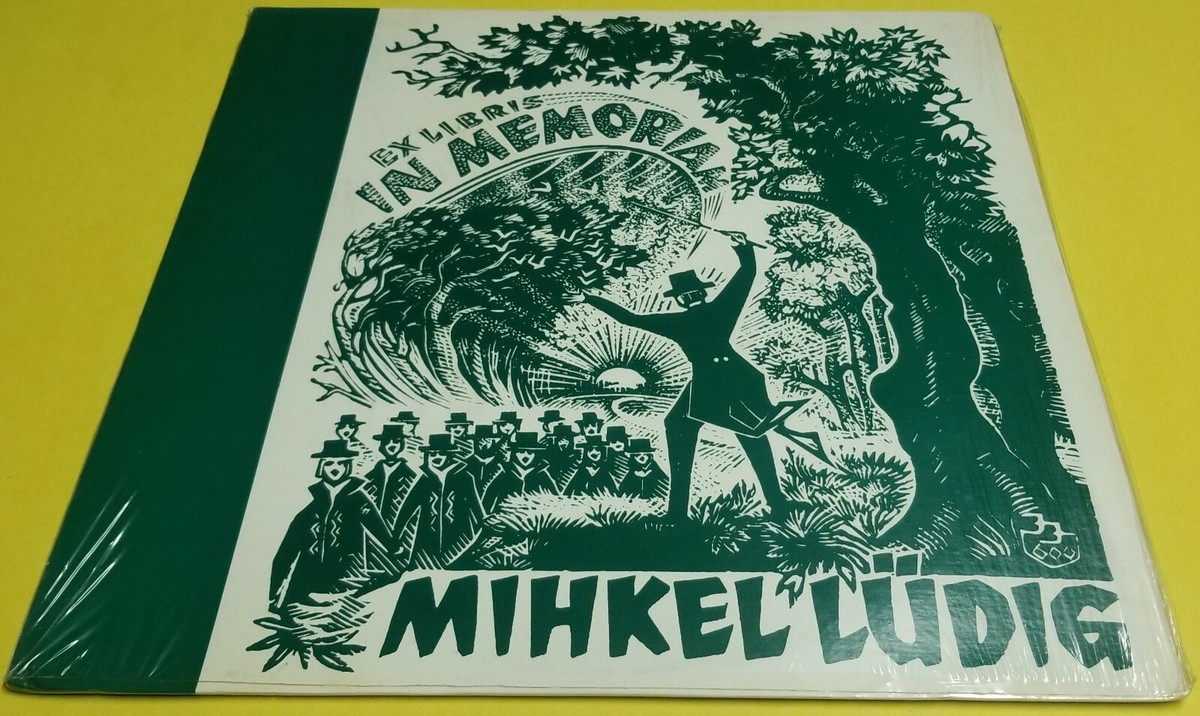 EX LIBRIS
IN MEMORIAM
MIHKEL LÜDIG